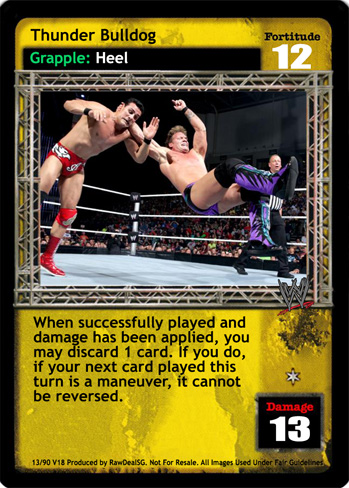 Thunder Bulldog
Fortitude
12
Grapple: Heel
When successfully played and
damage has been applied, you
may discard 1 card. If you do,
if your next card played this
turn is a maneuver, it cannot
be reversed.
Damage
13
13/90 V18 Produced by RawDealSG. Not For Resale. All Images Used Under Fair Guidelines.